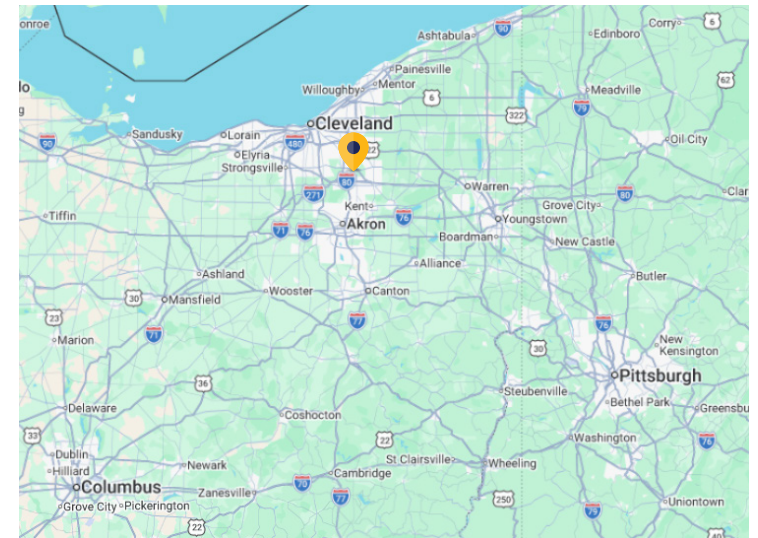 onroe
Corry
6
Ashtabula
90
Edinboro
Painesville
lo
Willoughby
Mentor
Meadville
62
6
79
g
322
Cleveland
90
Sandusky
Lorain
480
Oil City
Elyria
22
Strongsville
80
Warren
Clar
271
Grove City
80
Kent
Tiffin
Akron
76
Youngstown
71
76
Boardman
New Castle
Alliance
Ashland
Butler
Wooster
Canton
30
Mansfield
23
77
76
71
Marion
New
Kensington
30
Pittsburgh
36
Steubenville
Delaware
Bethel Park
Coshocton
Greensbu
33
22
Washington
76
Dublin
St Clairsville
Wheeling
Hilliard
Newark
Cambridge
Columbus
Zanesville
70
77
250
Uniontown
Grove City
Pickerington
79
22
40